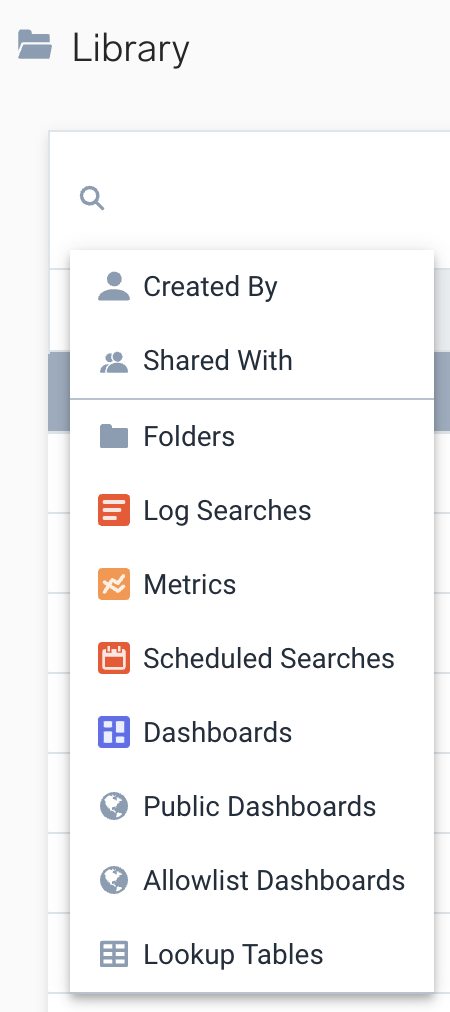 Library
Created By
Shared With
Folders
Log Searches
Metrics
Scheduled Searches
Dashboards
Public Dashboards
Allowlist Dashboards
Lookup Tables